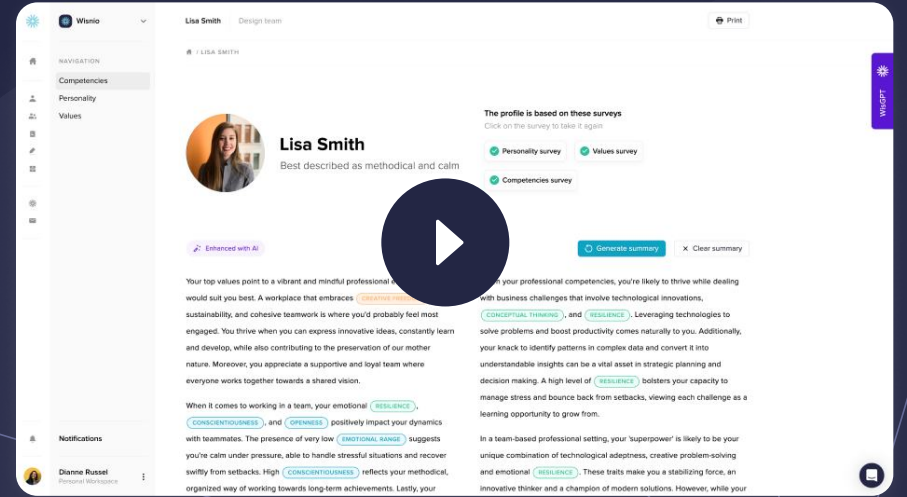 Wisnio
Lisa Smith
Design team
Print
/ LISA SMITH
NAVIGATION
Competencies
Personality
Values
WisGPT
Lisa Smith
Best described as methodical and calm
The profile is based on these surveys
Click on the survey to take it again
Personality survey
Values survey
Competencies survey
Enhanced with AI
Generate summary
Clear summary
Your top values point to a vibrant and mindful professional
would suit you best. A workplace that embraces CREATIVE
sustainability, and cohesive teamwork is where you'd probably feel most
engaged. You thrive when you can express innovative ideas, constantly learn
and develop, while also contributing to the preservation of our mother
nature. Moreover, you appreciate a supportive and loyal team where
everyone works together towards a shared vision.
When it comes to working in a team, your emotional RESILIENCE,
CONSCIENTIOUSNESS, and OPENNESS positively impact your dynamics
with teammates. The presence of very low EMOTIONAL RANGE suggests
you're calm under pressure, able to handle stressful situations and recover
swiftly from setbacks. High CONSCIENTIOUSNESS reflects your methodical,
organized way of working towards long-term achievements. Lastly, your
your professional competencies, you're likely to thrive while dealing
with business challenges that involve technological innovations,
CONCEPTUAL THINKING, and RESILIENCE. Leveraging technologies to
solve problems and boost productivity comes naturally to you. Additionally,
your knack to identify patterns in complex data and convert it into
understandable insights can be a vital asset in strategic planning and
decision making. A high level of RESILIENCE bolsters your capacity to
manage stress and bounce back from setbacks, viewing each challenge as a
learning opportunity to grow from.
In a team-based professional setting, your 'superpower' is likely to be your
unique combination of technological adeptness, creative problem-solving
and emotional RESILIENCE. These traits make you a stabilizing force, an
innovative thinker and a champion of modern solutions. However, while your
Notifications
Dianne Russel
Personal Workspace